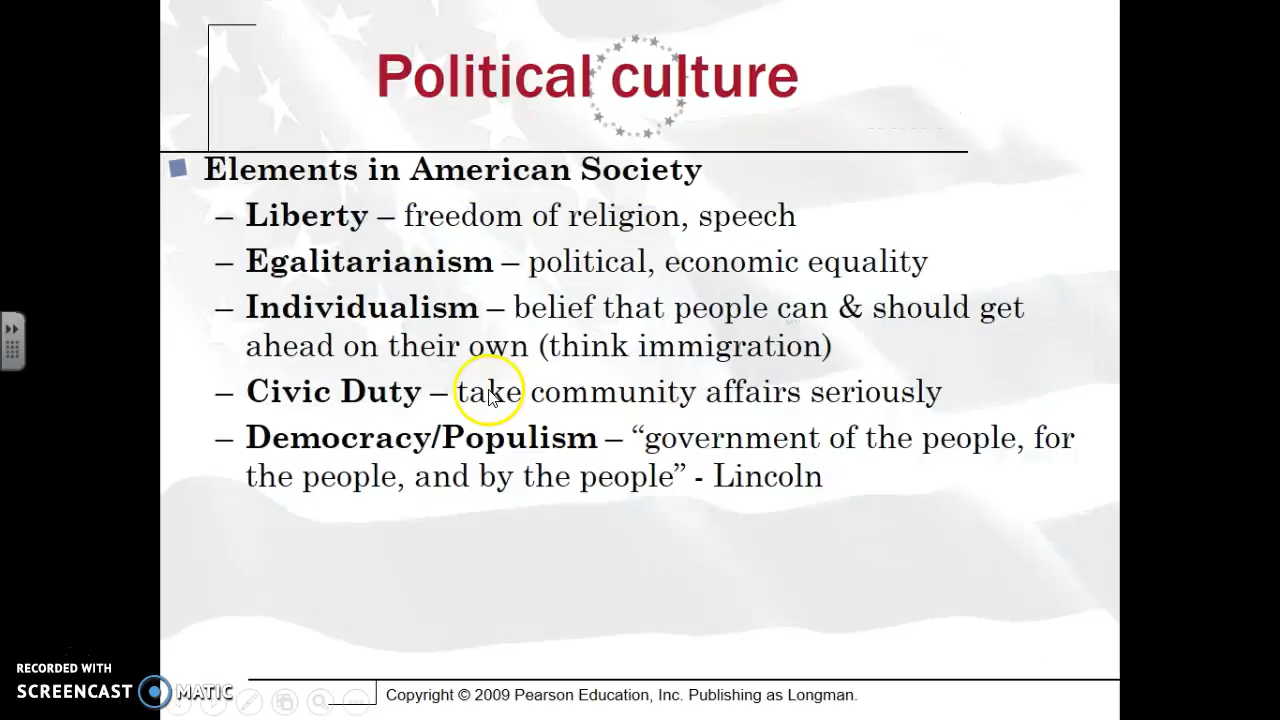 Political culture
Elements in American Society
– Liberty – freedom of religion, speech
– Egalitarianism – political, economic equality
– Individualism – belief that people can & should get
ahead on their own (think immigration)
– Civic Duty – take community affairs seriously
– Democracy/Populism – “government of the people, for
the people, and by the people” - Lincoln
RECORDED WITH
SCREENCAST MATIC
Copyright © 2009 Pearson Education, Inc. Publishing as Longman.